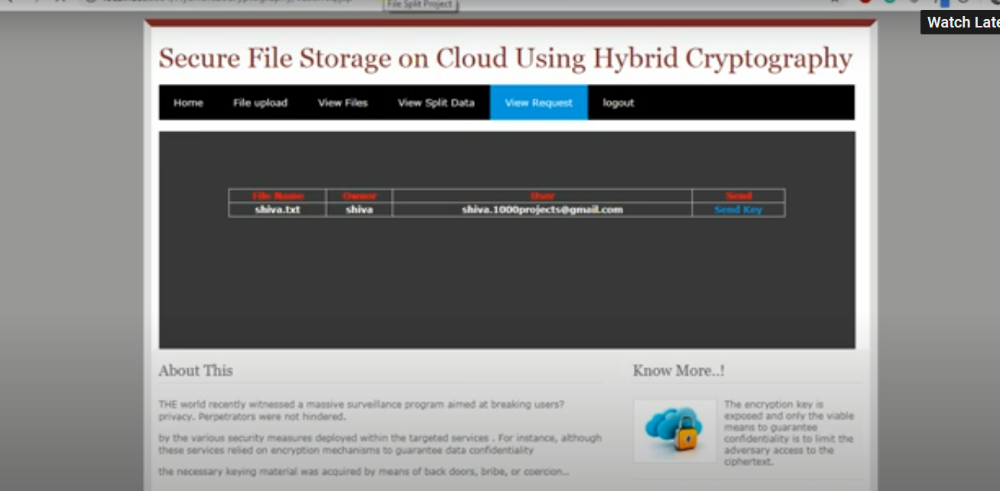 File Split Project
Watch Late
Secure File Storage on Cloud Using Hybrid Cryptography
Home File upload View Files View Split Data View Request logout
File Name Owner User Send
shiva.txt shiva shiva.1000projects@gmail.com Send Key
About This
THE world recently witnessed a massive surveillance program aimed at breaking users?
privacy. Perpetrators were not hindered.
by the various security measures deployed within the targeted services . For instance, although
these services relied on encryption mechanisms to guarantee data confidentiality
the necessary keying material was acquired by means of back doors, bribe, or coercion...
Know More..!
The encryption key is
exposed and only the viable
means to guarantee
confidentiality is to limit the
adversary access to the
ciphertext.